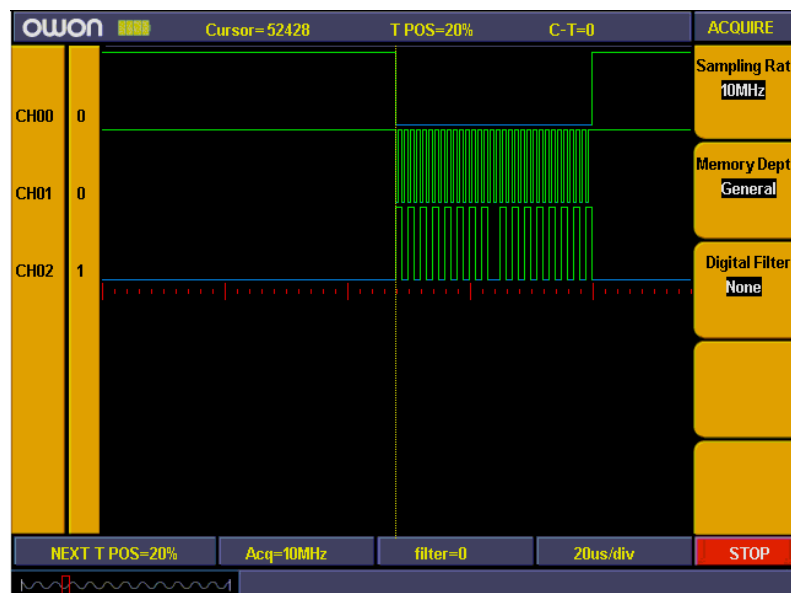 owon Cursor=52428 T POS=20% C-T=0 ACQUIRE
Sampling Rat
10MHz
CH00 0
Memory Dept
General
CH01 0
Digital Filter
None
CH02 1
NEXT T POS=20% Acq=10MHz filter=0 20us/div STOP